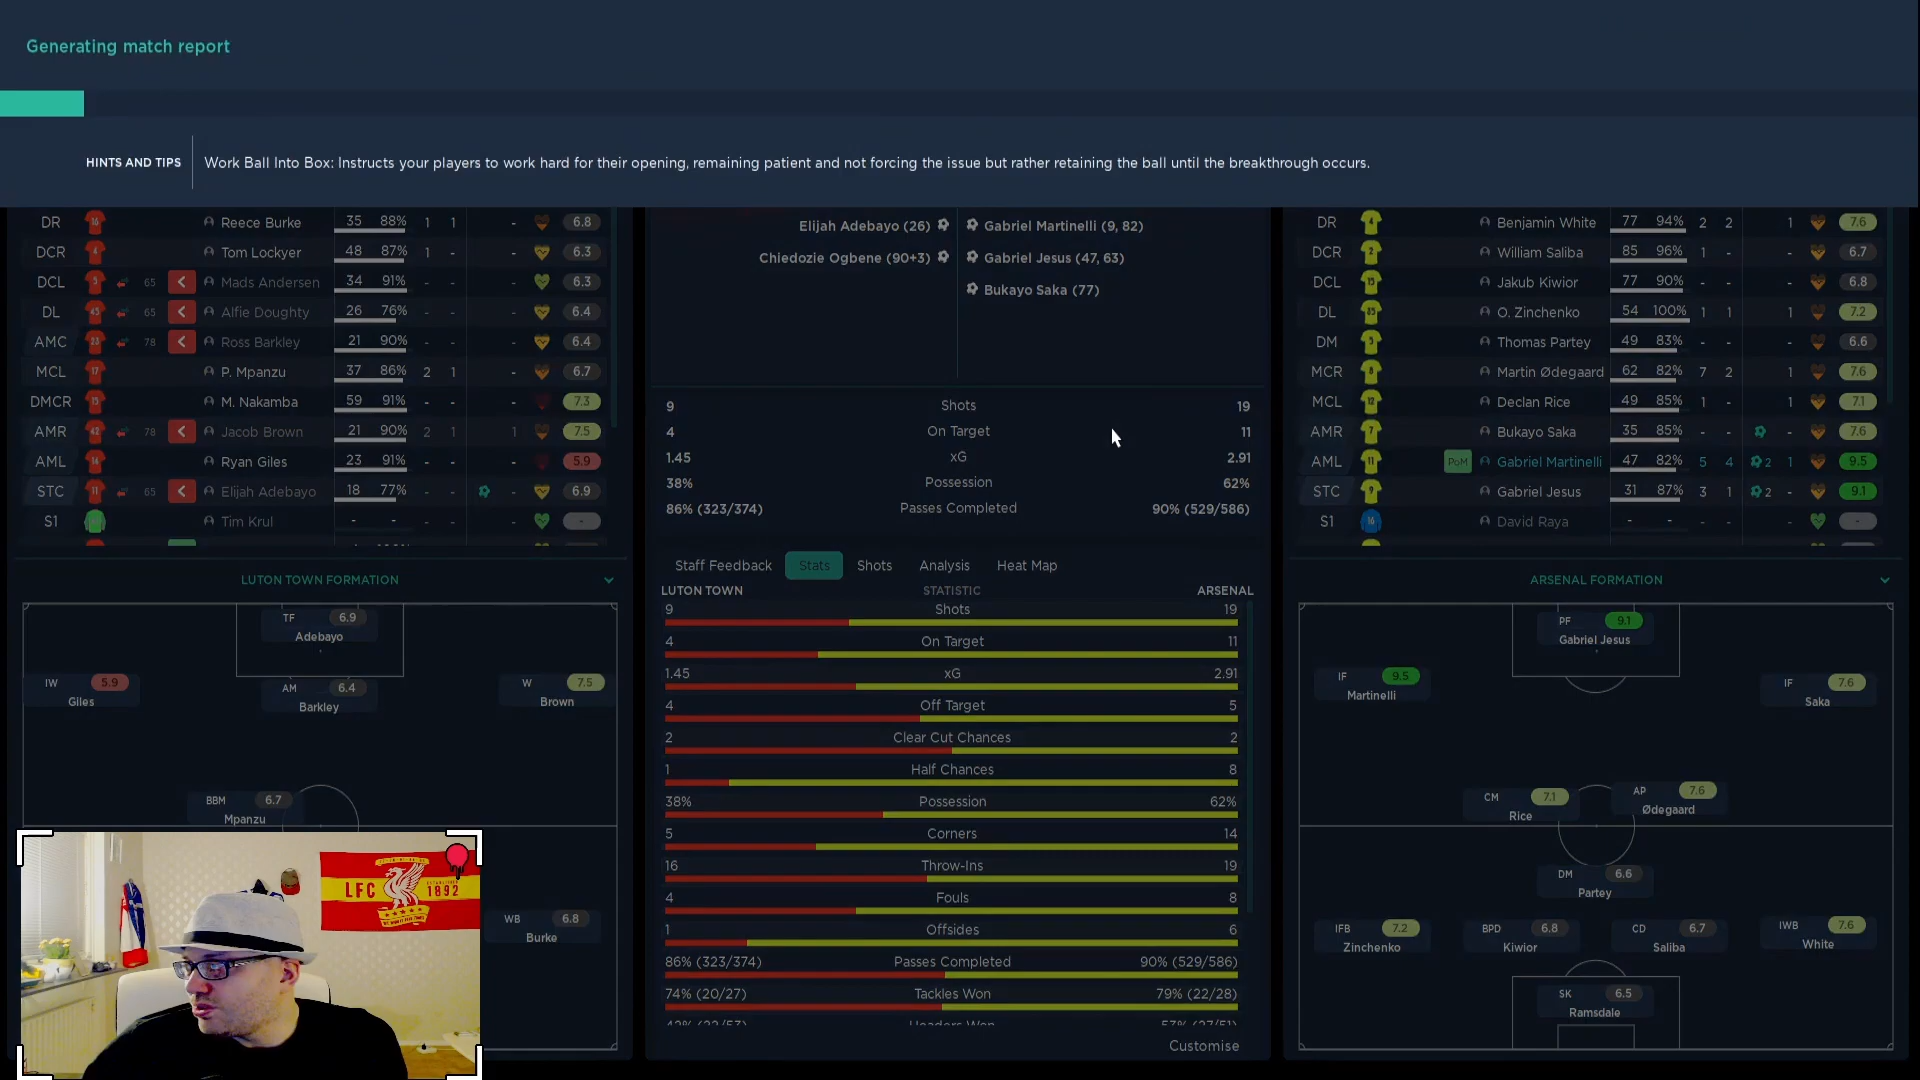 Generating match report
HINTS AND TIPS
Work Ball Into Box: Instructs your players to work hard for their opening, remaining patient and not forcing the issue but rather retaining the ball until the breakthrough occurs.
DR Reece Burke 35 88% 1 1 - 6.8
DCR Tom Lockyer 48 87% 1 - - 6.3
DCL 65 Mads Andersen 34 91% - - - 6.3
DL 65 Alfie Doughty 26 76% - - - 6.4
AMC 78 Ross Barkley 21 90% - - - 6.4
MCL P. Mpanzu 37 86% 2 1 - 6.7
DMCR M. Nakamba 59 91% - - - 7.3
AMR 78 Jacob Brown 21 90% 2 1 1 7.5
AML Ryan Giles 23 91% - - - 5.9
STC 65 Elijah Adebayo 18 77% - - - 6.9
S1 Tim Krul - - - - - -
Elijah Adebayo (26)
Chiedozie Ogbene (90+3)
Gabriel Martinelli (9, 82)
Gabriel Jesus (47, 63)
Bukayo Saka (77)
9 Shots 19
4 On Target 11
1.45 xG 2.91
38% Possession 62%
86% (323/374) Passes Completed 90% (529/586)
Staff Feedback Stats Shots Analysis Heat Map
LUTON TOWN STATISTIC ARSENAL
9 Shots 19
4 On Target 11
1.45 xG 2.91
4 Off Target 5
2 Clear Cut Chances 2
1 Half Chances 8
38% Possession 62%
5 Corners 14
16 Throw-Ins 19
4 Fouls 8
1 Offsides 6
86% (323/374) Passes Completed 90% (529/586)
74% (20/27) Tackles Won 79% (22/28)
Customise
DR Benjamin White 77 94% 2 2 1 7.6
DCR William Saliba 85 96% 1 - - 6.7
DCL Jakub Kiwior 77 90% - - - 6.8
DL O. Zinchenko 54 100% 1 1 1 7.2
DM Thomas Partey 49 83% - - - 6.6
MCR Martin Ødegaard 62 82% 7 2 1 7.6
MCL Declan Rice 49 85% 1 - 1 7.1
AMR Bukayo Saka 35 85% - - - 7.6
AML PoM Gabriel Martinelli 47 82% 5 4 2 1 9.5
STC Gabriel Jesus 31 87% 3 1 2 - 9.1
S1 David Raya - - - - - -
LUTON TOWN FORMATION
TF 6.9
Adebayo
IW 5.9
Giles
AM 6.4
Barkley
W 7.5
Brown
BBM 6.7
Mpanzu
WB 6.8
Burke
LFC
ESTABLISHED
1892
ARSENAL FORMATION
PF 9.1
Gabriel Jesus
IF 9.5
Martinelli
IF 7.6
Saka
CM 7.1
Rice
AP 7.6
Ødegaard
DM 6.6
Partey
IFB 7.2
Zinchenko
BPD 6.8
Kiwior
CD 6.7
Saliba
IWB 7.6
White
SK 6.5
Ramsdale